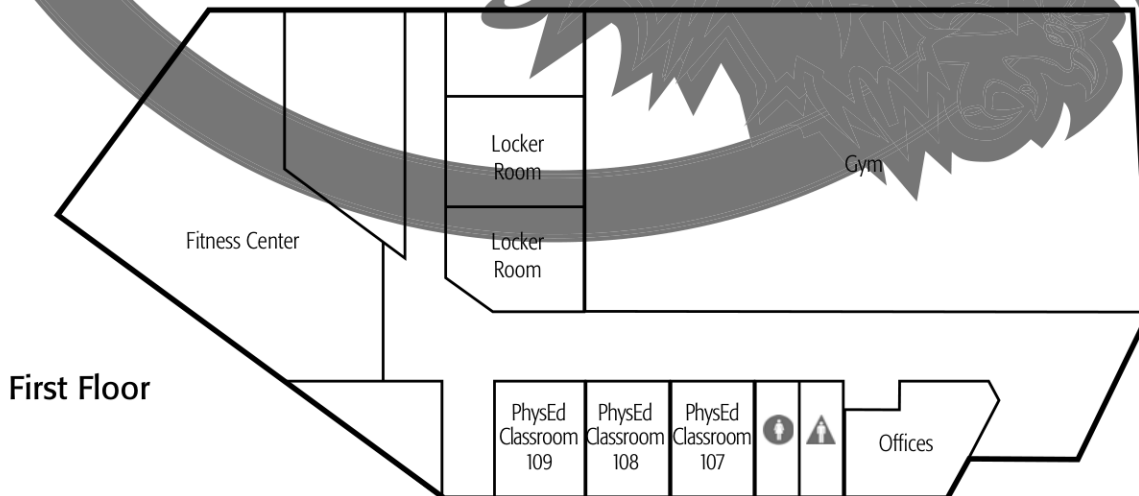 Locker
Room
Gym
Locker
Room
Fitness Center
First Floor
PhysEd
Classroom
109
PhysEd
Classroom
108
PhysEd
Classroom
107
Offices